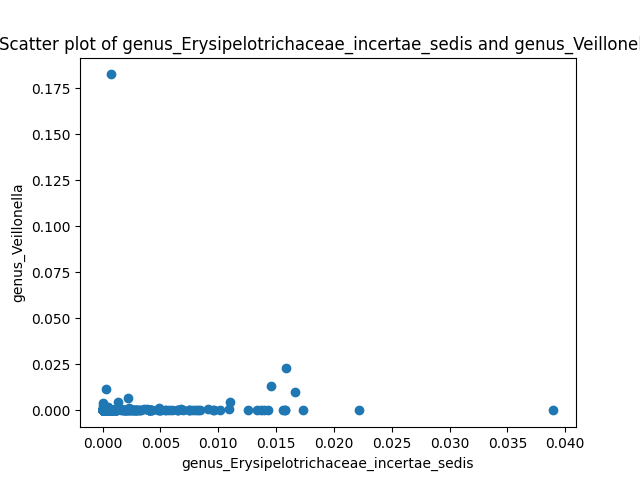 Scatter plot of genus_Erysipelotrichaceae_incertae_sedis and genus_Veillonel
0.175
0.150
0.125
0.100
0.075
0.050
0.025
0.000
genus_Veillonella
0.000 0.005 0.010 0.015 0.020 0.025 0.030 0.035 0.040
genus_Erysipelotrichaceae_incertae_sedis